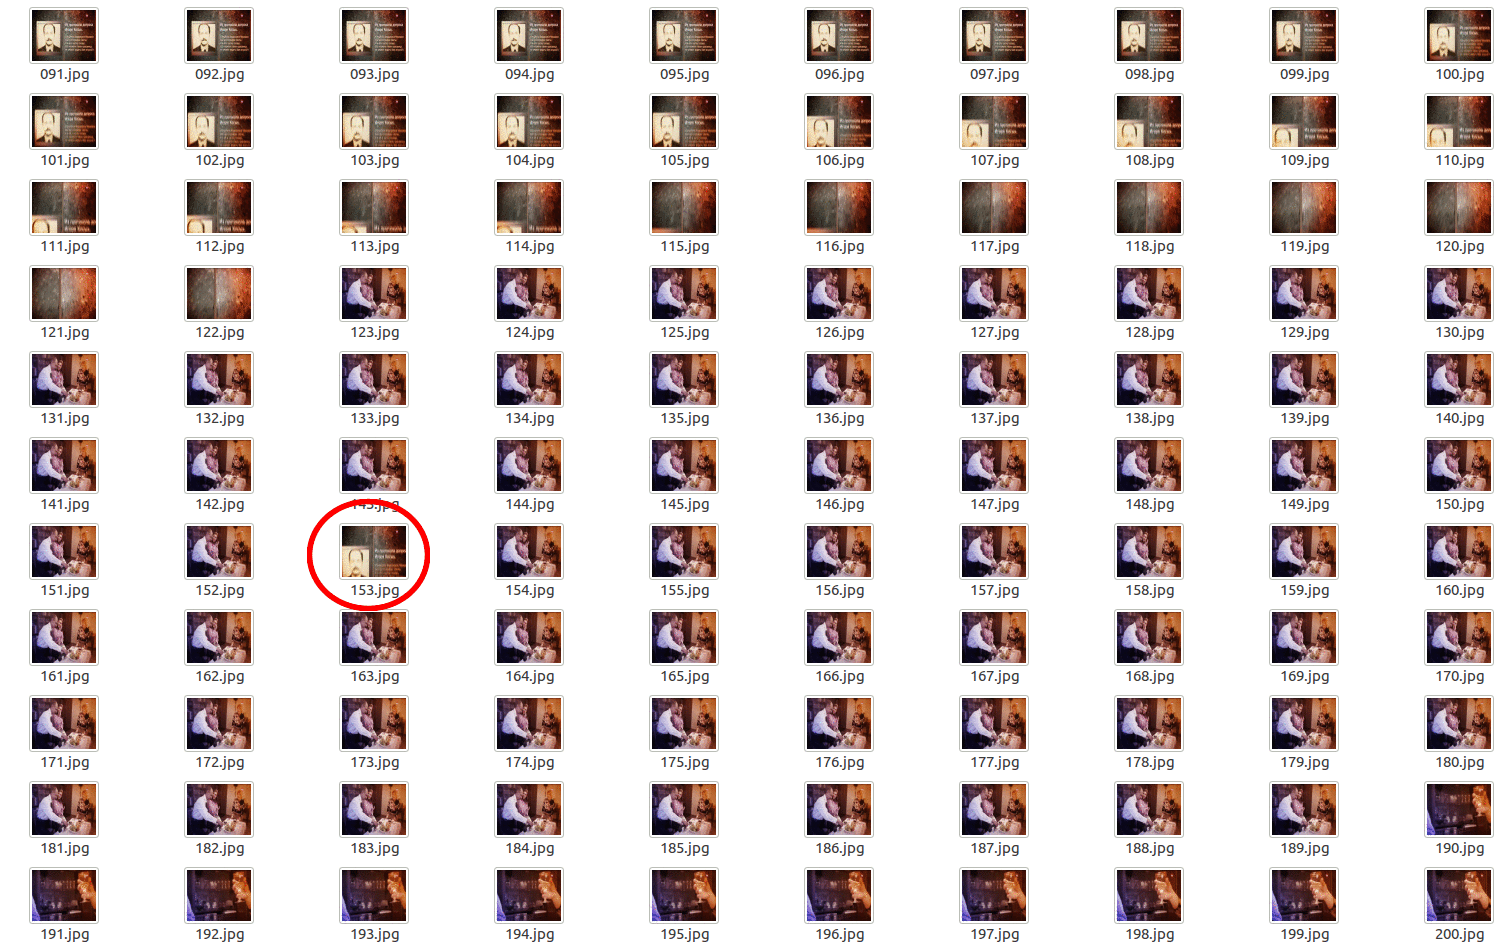 091.jpg 092.jpg 093.jpg 094.jpg 095.jpg 096.jpg 097.jpg 098.jpg 099.jpg 100.jpg
101.jpg 102.jpg 103.jpg 104.jpg 105.jpg 106.jpg 107.jpg 108.jpg 109.jpg 110.jpg
111.jpg 112.jpg 113.jpg 114.jpg 115.jpg 116.jpg 117.jpg 118.jpg 119.jpg 120.jpg
121.jpg 122.jpg 123.jpg 124.jpg 125.jpg 126.jpg 127.jpg 128.jpg 129.jpg 130.jpg
131.jpg 132.jpg 133.jpg 134.jpg 135.jpg 136.jpg 137.jpg 138.jpg 139.jpg 140.jpg
141.jpg 142.jpg 143.jpg 144.jpg 145.jpg 146.jpg 147.jpg 148.jpg 149.jpg 150.jpg
151.jpg 152.jpg 153.jpg 154.jpg 155.jpg 156.jpg 157.jpg 158.jpg 159.jpg 160.jpg
161.jpg 162.jpg 163.jpg 164.jpg 165.jpg 166.jpg 167.jpg 168.jpg 169.jpg 170.jpg
171.jpg 172.jpg 173.jpg 174.jpg 175.jpg 176.jpg 177.jpg 178.jpg 179.jpg 180.jpg
181.jpg 182.jpg 183.jpg 184.jpg 185.jpg 186.jpg 187.jpg 188.jpg 189.jpg 190.jpg
191.jpg 192.jpg 193.jpg 194.jpg 195.jpg 196.jpg 197.jpg 198.jpg 199.jpg 200.jpg